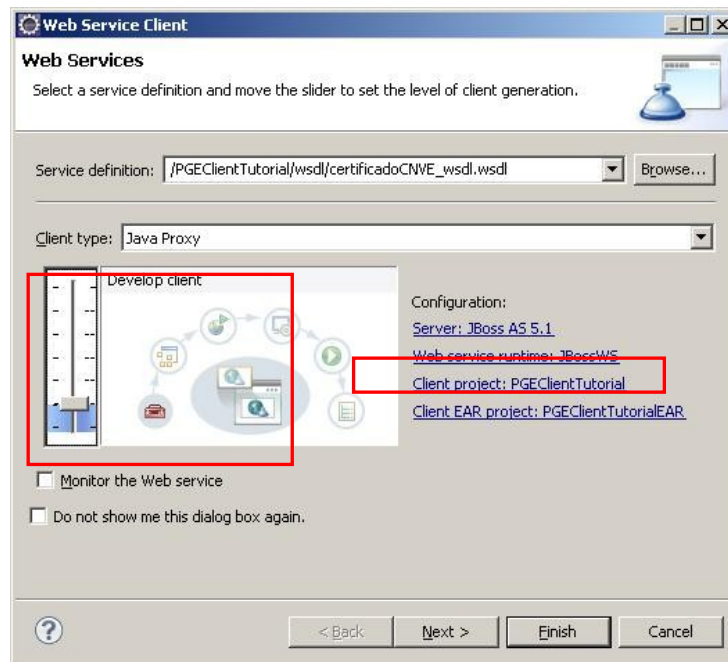 Web Service Client
Web Services
Select a service definition and move the slider to set the level of client generation.
Service definition: /PGEClientTutorial/wsdl/certificadoCNVE_wsdl.wsdl Browse...
Client type: Java Proxy
Develop client
Configuration:
Server: JBoss AS 5.1
Web service runtime: JBossWS
Client project: PGEClientTutorial
Client EAR project: PGEClientTutorialEAR
Monitor the Web service
Do not show me this dialog box again.
? < Back Next > Finish Cancel